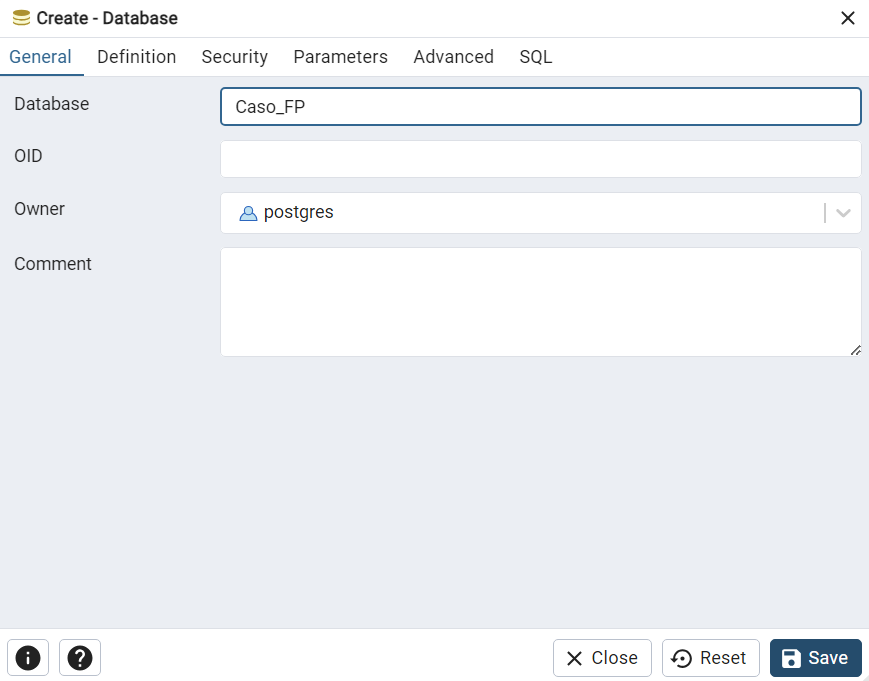 Create - Database
General Definition Security Parameters Advanced SQL
Database Caso_FP
OID
Owner postgres
Comment
Close Reset Save